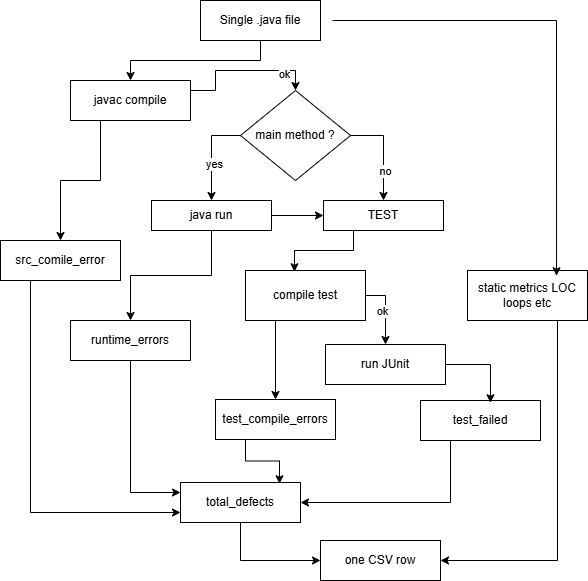 Single .java file
ok
javac compile
main method ?
yes
no
java run
TEST
src_comile_error
compile test
static metrics LOC
loops etc
ok
runtime_errors
run JUnit
test_compile_errors
test_failed
total_defects
one CSV row